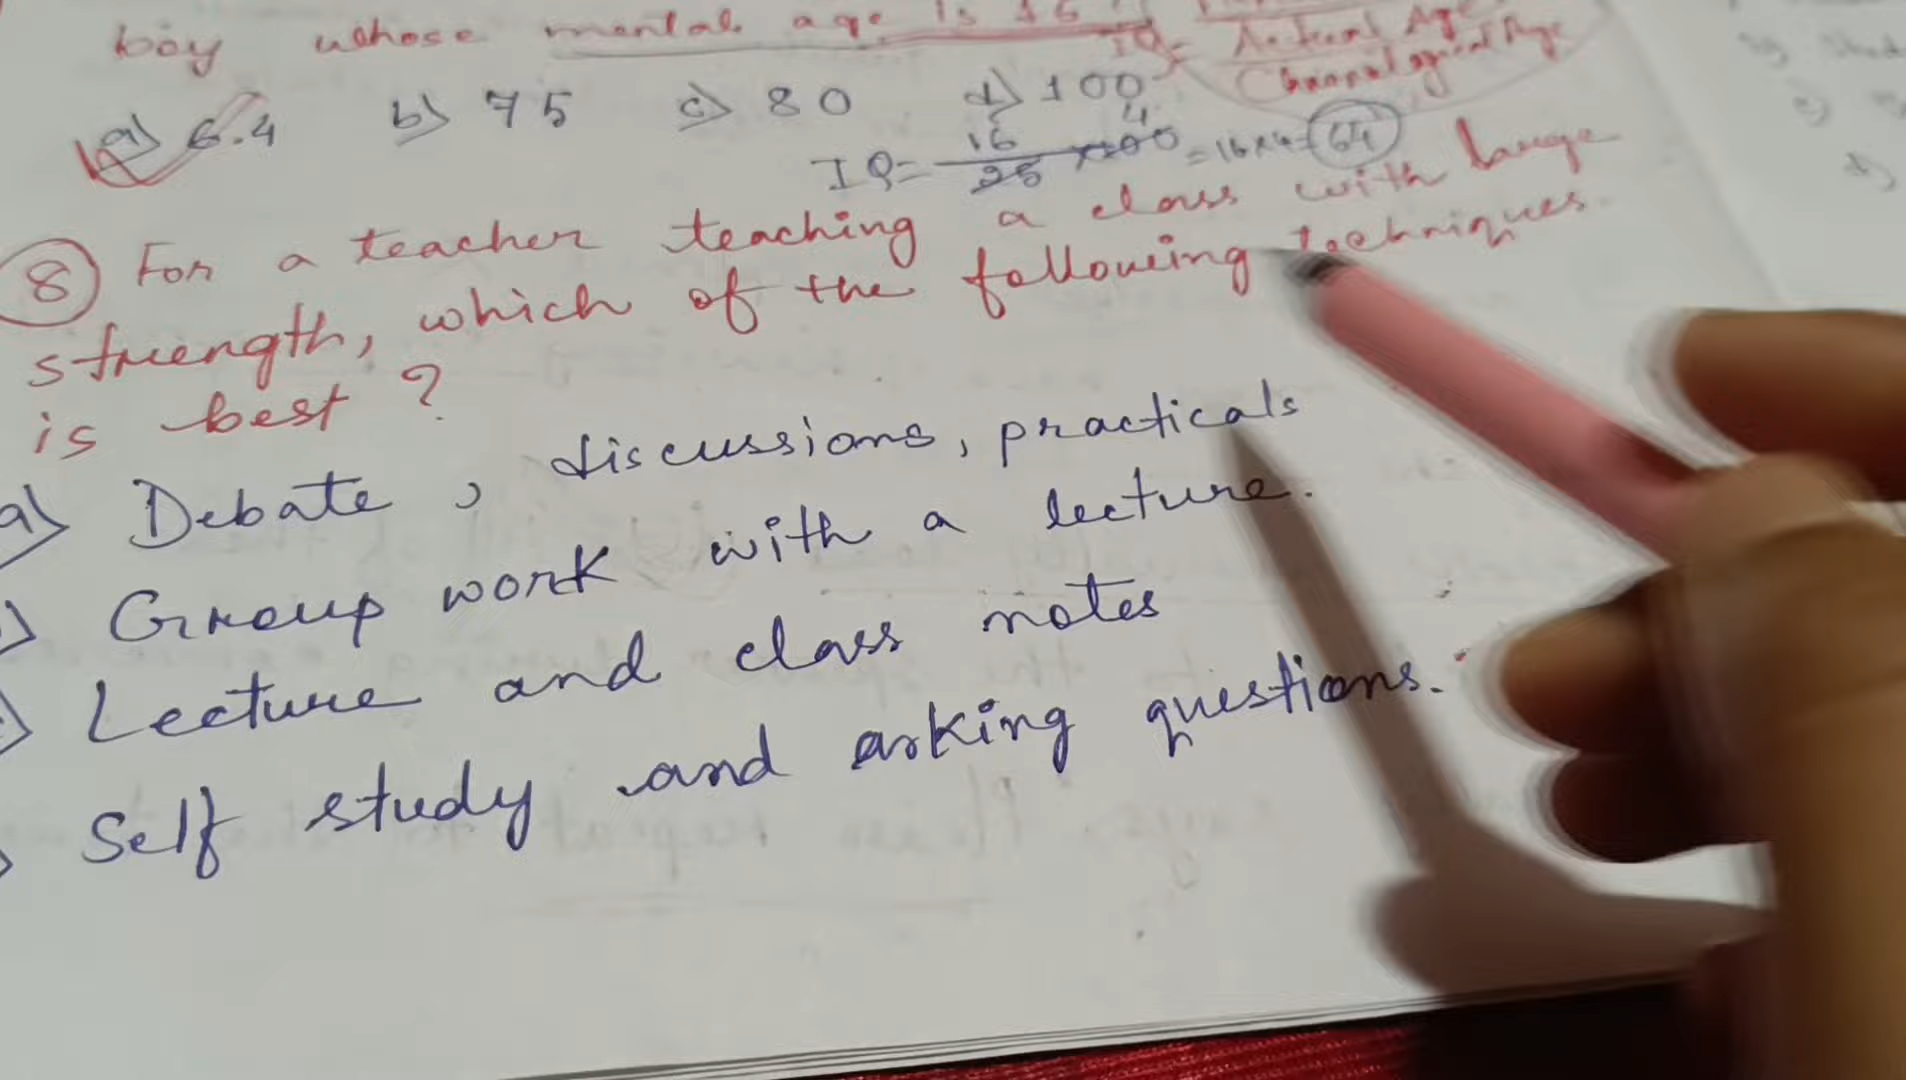 boy whose mental age is 16
IQ = Actual Age
Chronological Age
a) 6.4 b) 75 c) 80 d) 100
IQ = 16 / 25 × 100 4 = 16×4 = 64
8 For a teacher teaching a class with large
strength, which of the following techniques.
is best ?
a) Debate, discussions, practicals
Group work with a lecture.
Lecture and class notes
Self study and asking questions.